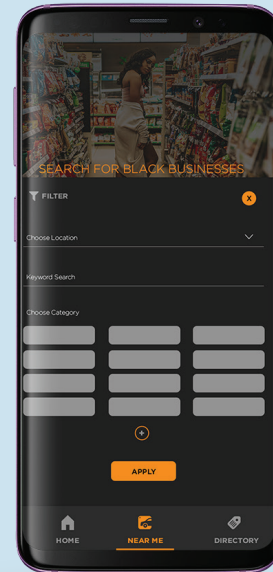 SEARCH FOR BLACK BUSINESSES
FILTER
X
Choose Location
Keyword Search
Choose Category
+
APPLY
HOME
NEAR ME
DIRECTORY